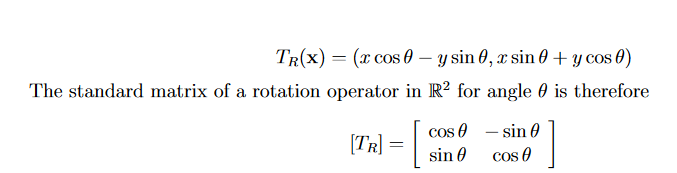 T_R(x) = (x cos θ − y sin θ, x sin θ + y cos θ)
The standard matrix of a rotation operator in ℝ² for angle θ is therefore
[T_R] = [ cos θ − sin θ
sin θ cos θ ]